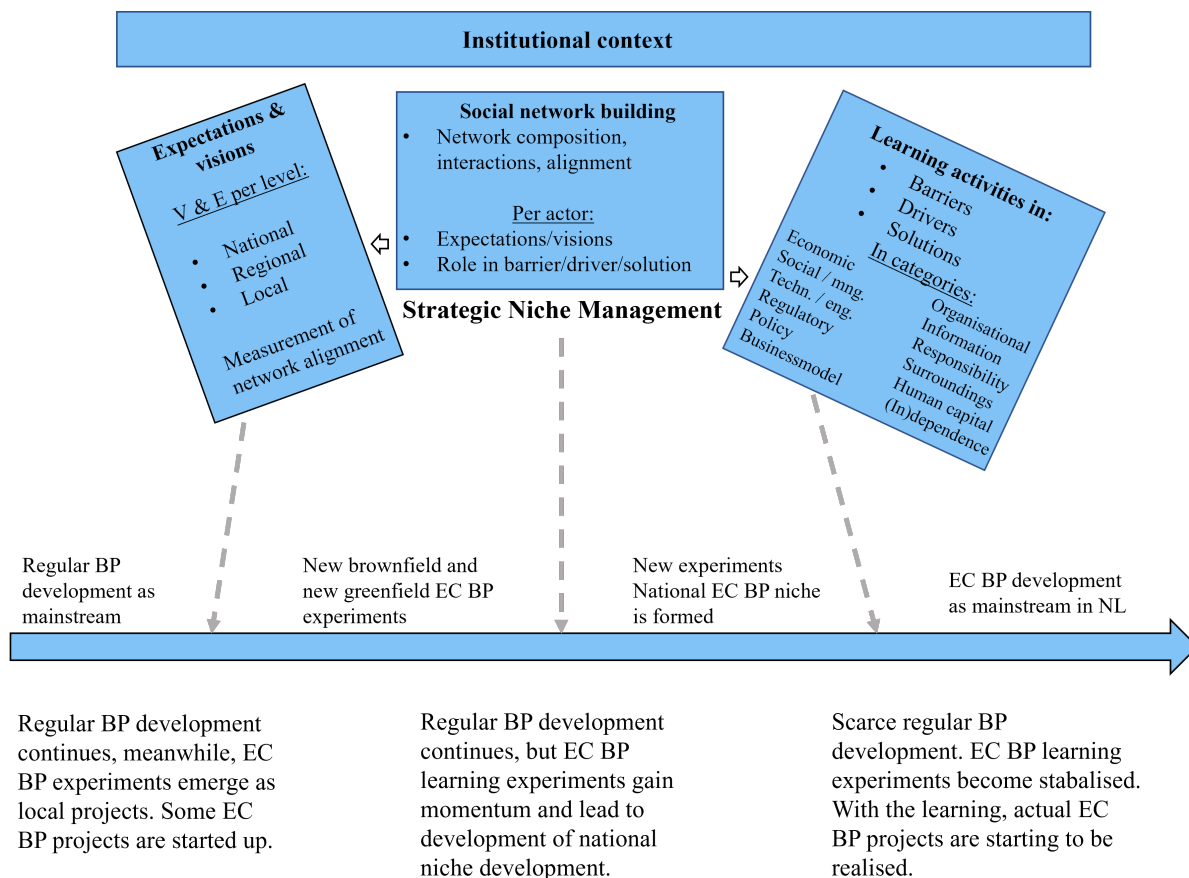 Institutional context
Expectations &
visions
V & E per level:
• National
• Regional
• Local
Measurement of
network alignment
Social network building
• Network composition,
interactions, alignment
Per actor:
• Expectations/visions
• Role in barrier/driver/solution
Strategic Niche Management
Learning activities in:
• Barriers
• Drivers
• Solutions
In categories:
Economic
Social / mng.
Techn. / eng.
Regulatory
Policy
Businessmodel
Organisational
Information
Responsibility
Surroundings
Human capital
(In)dependence
Regular BP
development as
mainstream
New brownfield and
new greenfield EC BP
experiments
New experiments
National EC BP niche
is formed
EC BP development
as mainstream in NL
Regular BP development
continues, meanwhile, EC
BP experiments emerge as
local projects. Some EC
BP projects are started up.
Regular BP development
continues, but EC BP
learning experiments gain
momentum and lead to
development of national
niche development.
Scarce regular BP
development. EC BP learning
experiments become stabalised.
With the learning, actual EC
BP projects are starting to be
realised.